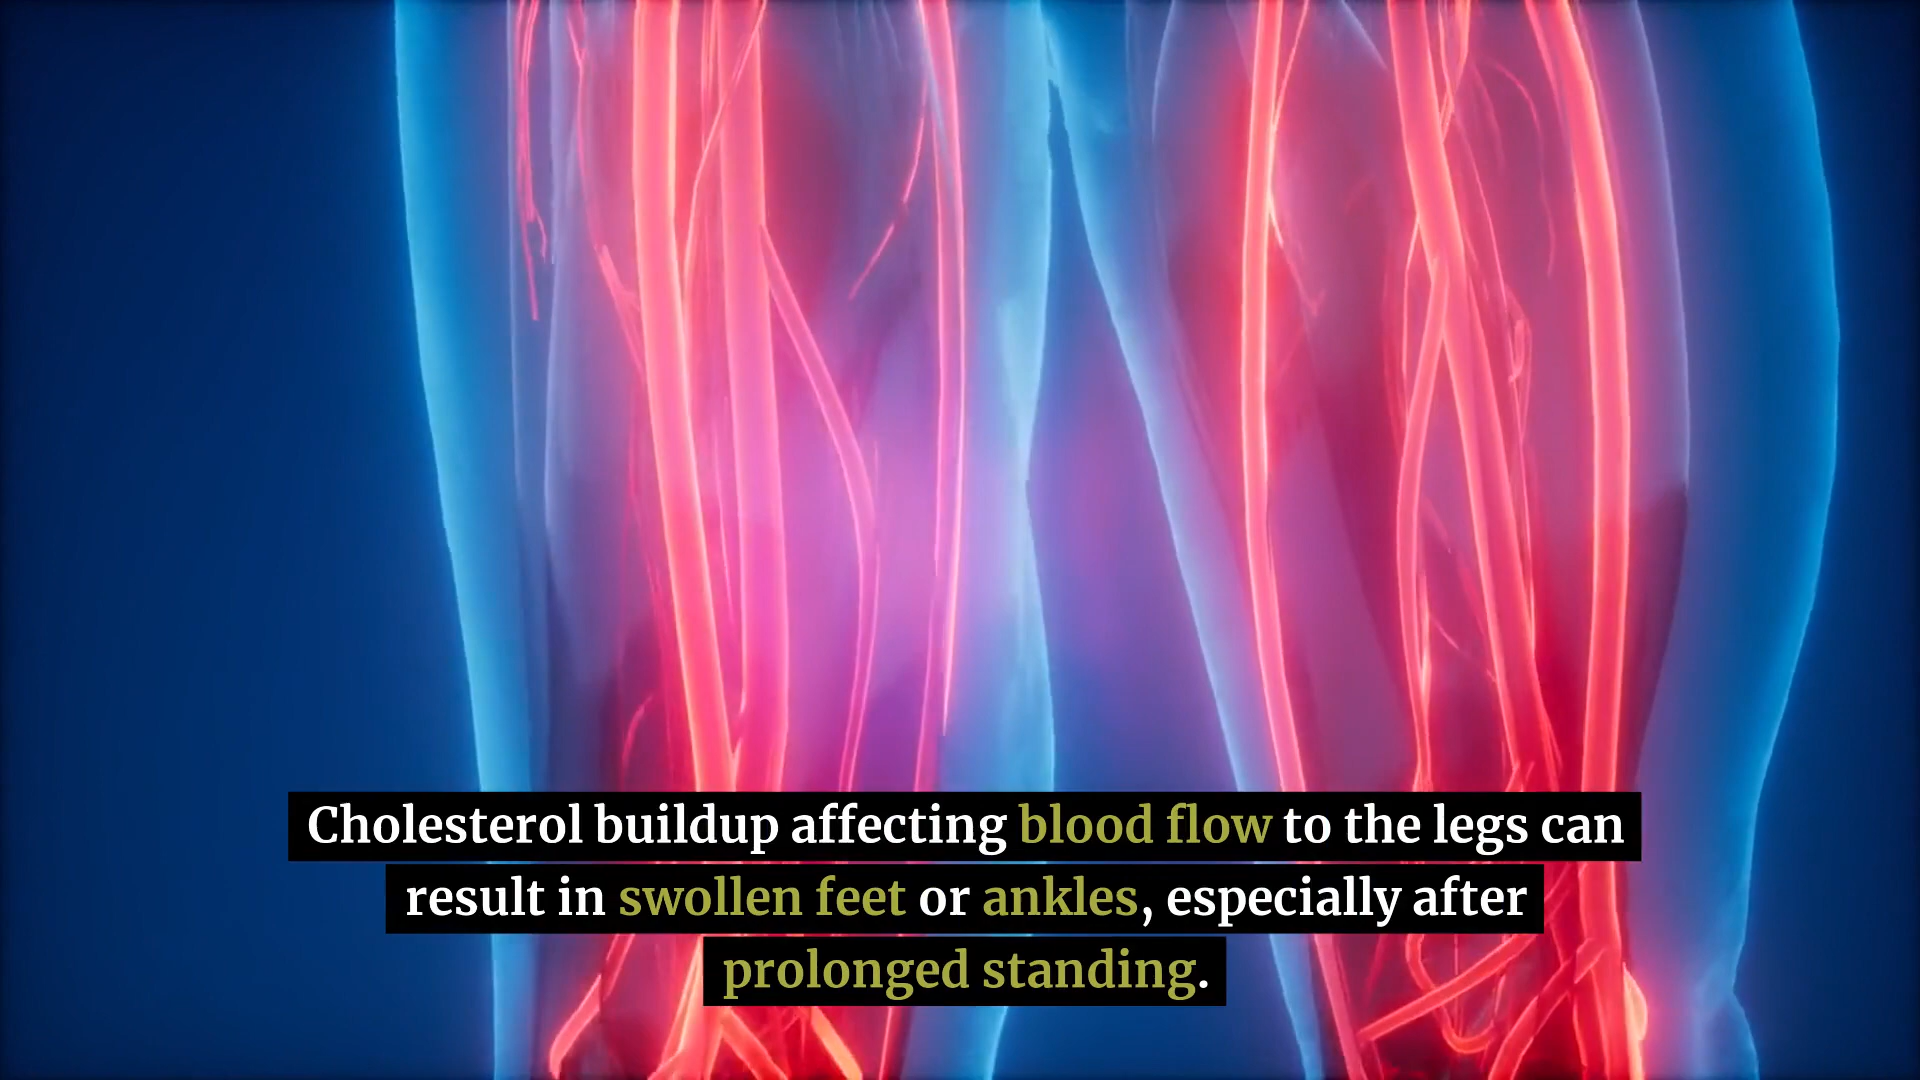 Cholesterol buildup affecting blood flow to the legs can
result in swollen feet or ankles, especially after
prolonged standing.